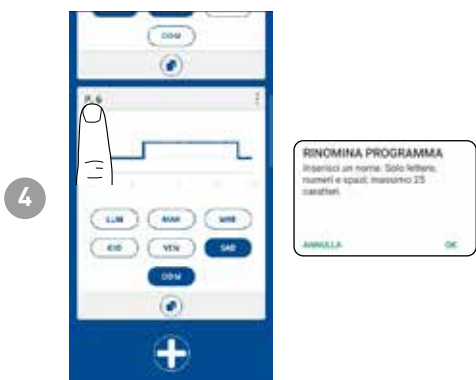 DOM
P. 6
4
LUN MAR MER
GIO VEN SAB
DOM
RINOMINA PROGRAMMA
Inserisci un nome. Solo lettere,
numeri e spazi, massimo 25
caratteri.
ANNULLA OK